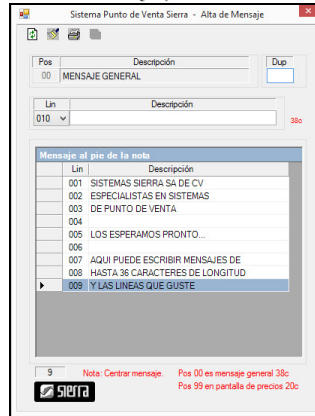 Sistema Punto de Venta Sierra - Alta de Mensaje
Pos Descripción Dup
00 MENSAJE GENERAL
Lin Descripción
010
38c
Mensaje al pie de la nota
Lin Descripción
001 SISTEMAS SIERRA SA DE CV
002 ESPECIALISTAS EN SISTEMAS
003 DE PUNTO DE VENTA
004
005 LOS ESPERAMOS PRONTO...
006
007 AQUI PUEDE ESCRIBIR MENSAJES DE
008 HASTA 36 CARACTERES DE LONGITUD
009 Y LAS LINEAS QUE GUSTE
9 Nota: Centrar mensaje. Pos 00 es mensaje general 38c
Pos 99 en pantalla de precios 20c
sierra